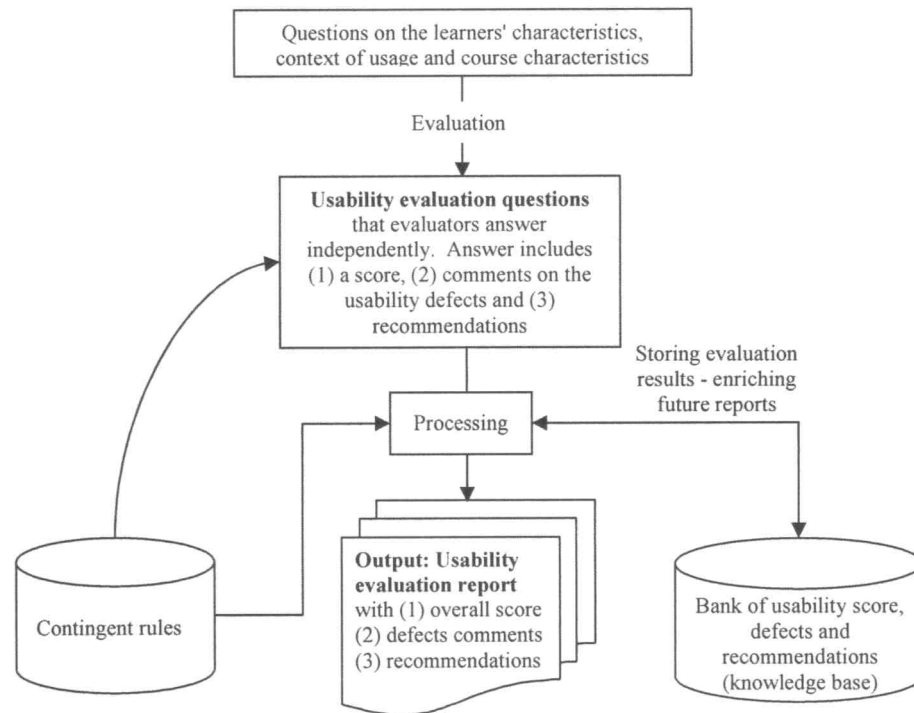 Questions on the learners' characteristics,
context of usage and course characteristics
Evaluation
Usability evaluation questions
that evaluators answer
independently. Answer includes
(1) a score, (2) comments on the
usability defects and (3)
recommendations
Storing evaluation
results - enriching
future reports
Processing
Contingent rules
Output: Usability
evaluation report
with (1) overall score
(2) defects comments
(3) recommendations
Bank of usability score,
defects and
recommendations
(knowledge base)